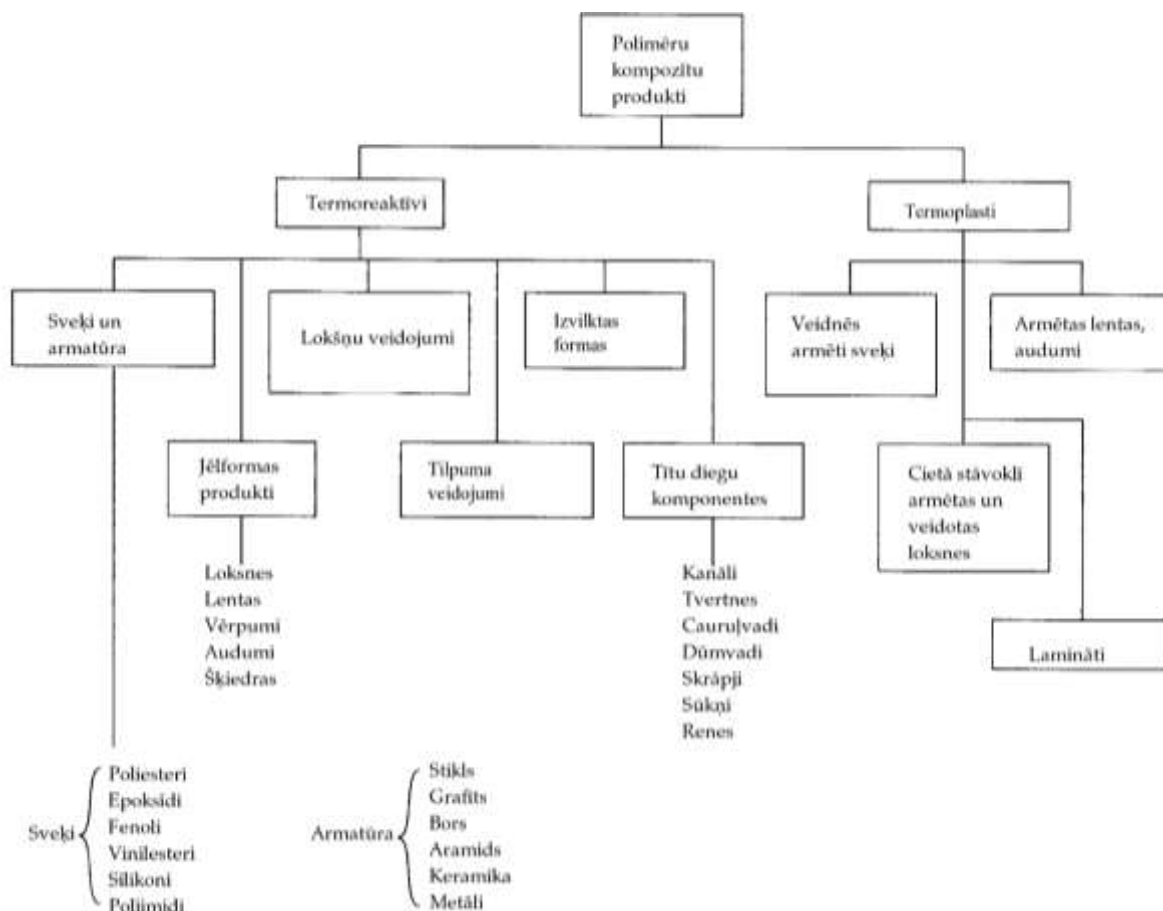 Polimēru
kompozītu
produkti
Termoreaktīvi
Termoplasti
Sveķi un
armatūra
Lokšņu veidojumi
Izvilktas
formas
Veidnēs
armēti sveķi
Armētas lentas,
audumi
Jēlformas
produkti
Tilpuma
veidojumi
Tītu diegu
komponentes
Cietā stāvoklī
armētas un
veidotas
loksnes
Lamināti
Loksnes
Lentas
Vērpumi
Audumi
Šķiedras
Kanāli
Tvertnes
Cauruļvadi
Dūmvadi
Skrāpji
Sūkņi
Renes
Sveķi
Poliesteri
Epoksīdi
Fenoli
Vinilesteri
Silikoni
Poliimīdi
Armatūra
Stikls
Grafīts
Bors
Aramīds
Keramika
Metāli